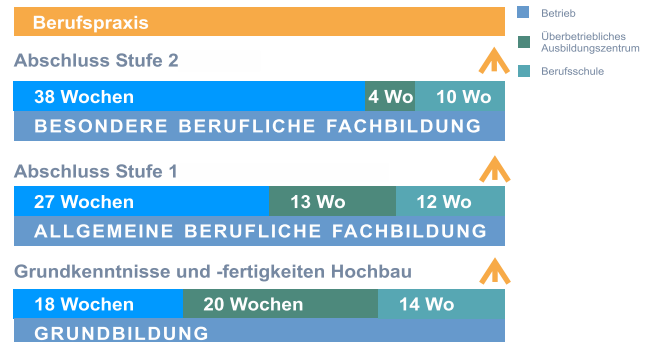 Berufspraxis
Abschluss Stufe 2
38 Wochen 4 Wo 10 Wo
BESONDERE BERUFLICHE FACHBILDUNG
Abschluss Stufe 1
27 Wochen 13 Wo 12 Wo
ALLGEMEINE BERUFLICHE FACHBILDUNG
Grundkenntnisse und -fertigkeiten Hochbau
18 Wochen 20 Wochen 14 Wo
GRUNDBILDUNG
Betrieb
Überbetriebliches
Ausbildungszentrum
Berufsschule